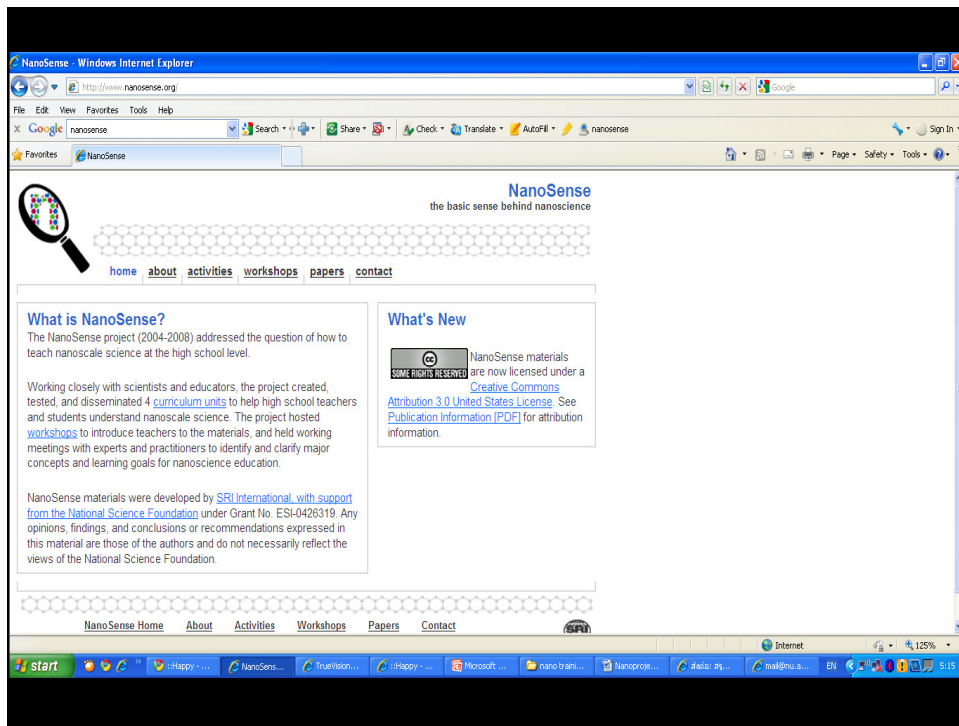 NanoSense - Windows Internet Explorer
http://www.nanosense.org/
Google
File Edit View Favorites Tools Help
x Google nanosense Search Share Check Translate AutoFill nanosense Sign In
Favorites NanoSense Page Safety Tools
NanoSense
the basic sense behind nanoscience
home about activities workshops papers contact
What is NanoSense?
The NanoSense project (2004-2008) addressed the question of how to
teach nanoscale science at the high school level.
Working closely with scientists and educators, the project created,
tested, and disseminated 4 curriculum units to help high school teachers
and students understand nanoscale science. The project hosted
workshops to introduce teachers to the materials, and held working
meetings with experts and practitioners to identify and clarify major
concepts and learning goals for nanoscience education.
NanoSense materials were developed by SRI International, with support
from the National Science Foundation under Grant No. ESI-0426319. Any
opinions, findings, and conclusions or recommendations expressed in
this material are those of the authors and do not necessarily reflect the
views of the National Science Foundation.
What's New
cc
SOME RIGHTS RESERVED
NanoSense materials
are now licensed under a
Creative Commons
Attribution 3.0 United States License. See
Publication Information [PDF] for attribution
information.
NanoSense Home About Activities Workshops Papers Contact
SRI
Internet 125%
start ::Happy - ... NanoSens... TrueVision... ::Happy - ... Microsoft ... nano traini... Nanoproje... mail@nu.a... EN 5:15